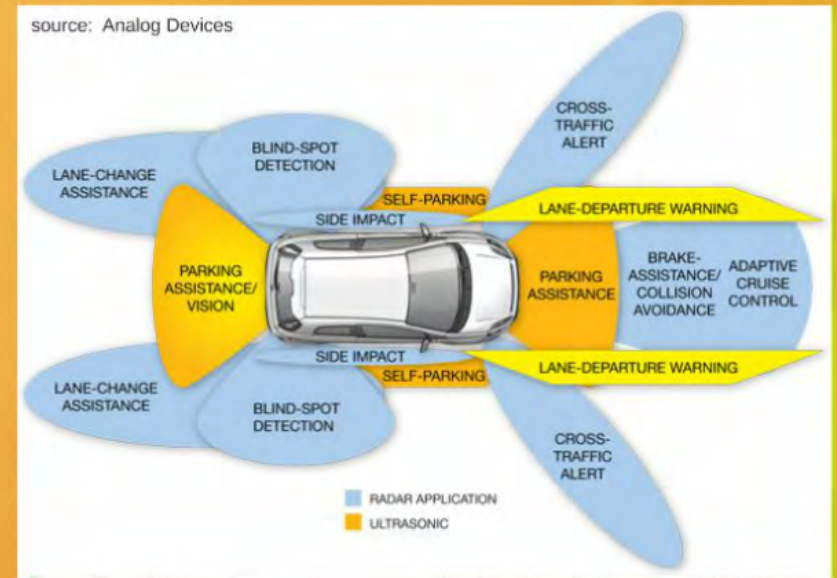 source: Analog Devices
CROSS-
TRAFFIC
ALERT
BLIND-SPOT
DETECTION
LANE-CHANGE
ASSISTANCE
SELF-PARKING
LANE-DEPARTURE WARNING
SIDE IMPACT
PARKING
ASSISTANCE/
VISION
PARKING
ASSISTANCE
BRAKE-
ASSISTANCE/
COLLISION
AVOIDANCE
ADAPTIVE
CRUISE
CONTROL
SIDE IMPACT
LANE-DEPARTURE WARNING
SELF-PARKING
LANE-CHANGE
ASSISTANCE
BLIND-SPOT
DETECTION
CROSS-
TRAFFIC
ALERT
RADAR APPLICATION
ULTRASONIC